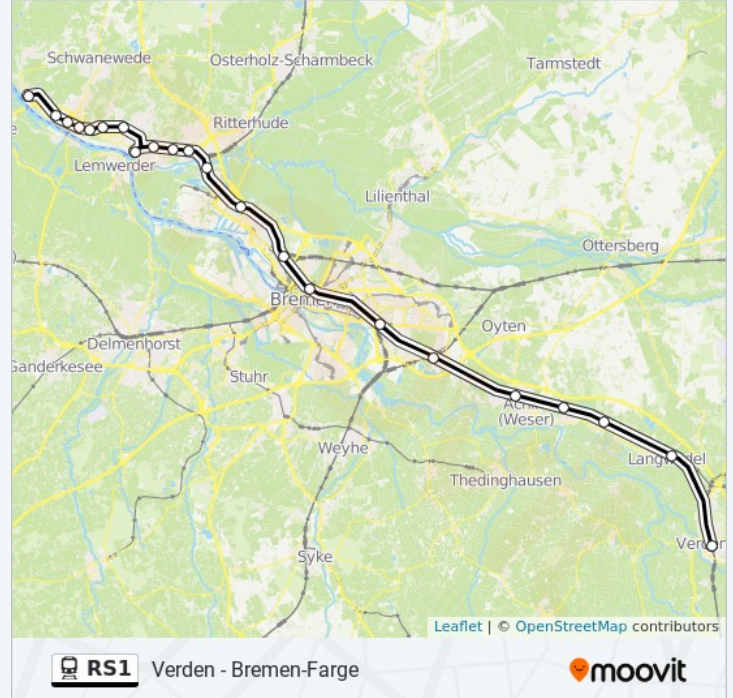 Schwanewede
Osterholz-Scharmbeck
Tarmstedt
Ritterhude
e
Lemwerder
Lilienthal
Ottersberg
)
Bremen
Oyten
Delmenhorst
Ganderkesee
Stuhr
Achim
(Weser)
Weyhe
Langwedel
Thedinghausen
Verden
Syke
Leaflet | © OpenStreetMap contributors
RS1 Verden - Bremen-Farge
moovit